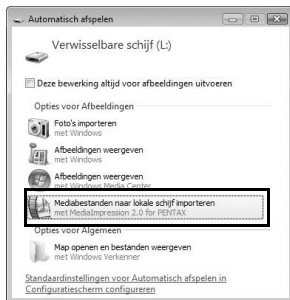 Automatisch afspelen
Verwisselbare schijf (L:)
Deze bewerking altijd voor afbeeldingen uitvoeren
Opties voor Afbeeldingen
Foto's importeren
met Windows
Afbeeldingen weergeven
met Windows
Afbeeldingen weergeven
met Windows Media Center
Mediabestanden naar lokale schijf importeren
met MediaImpression 2.0 for PENTAX
Opties voor Algemeen
Map openen en bestanden weergeven
met Windows Verkenner
Standaardinstellingen voor Automatisch afspelen in
Configuratiescherm configureren